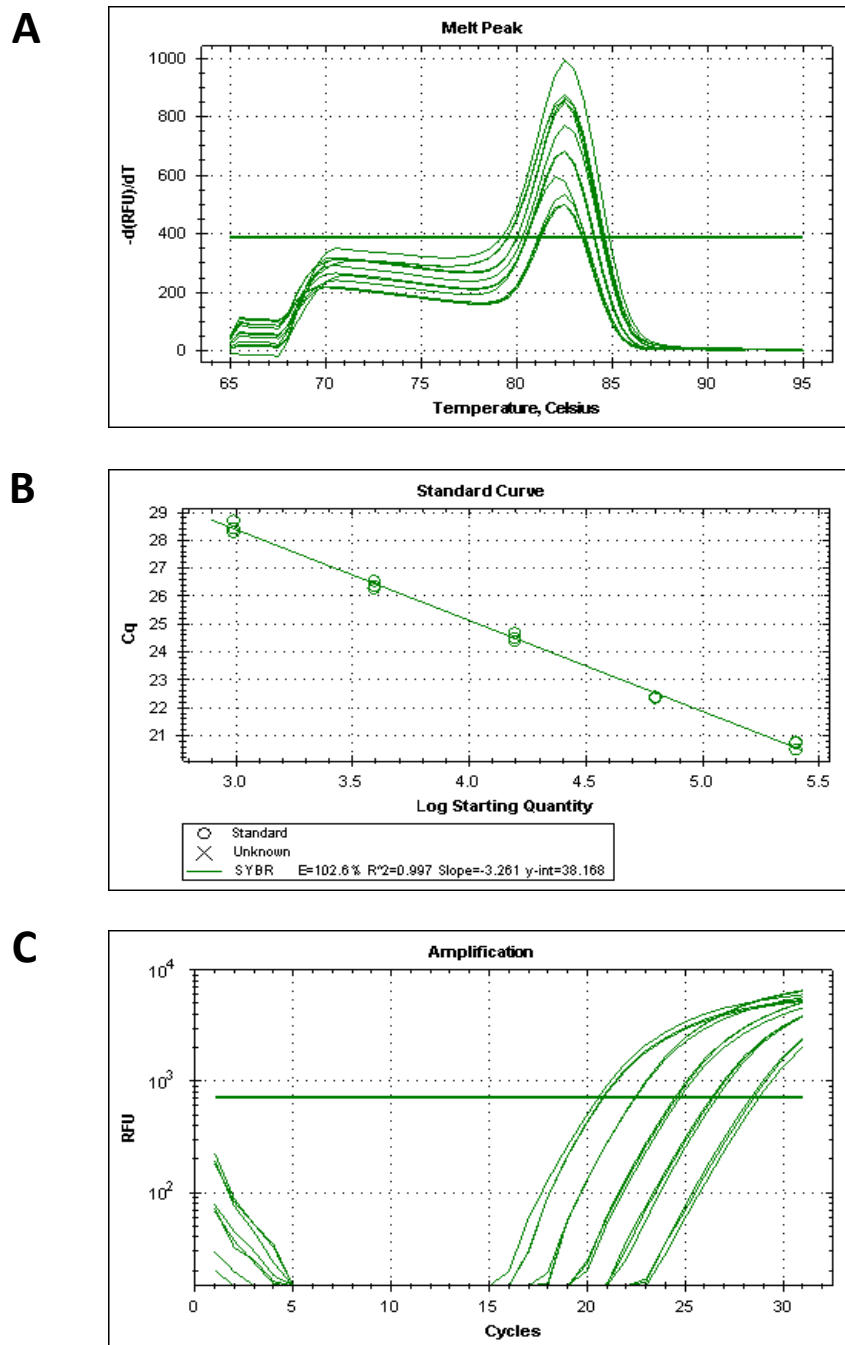 A
Melt Peak
1000
800
600
400
200
0
-d(RFU)/dT
65 70 75 80 85 90 95
Temperature, Celsius
B
Standard Curve
29
28
27
26
25
24
23
22
21
Cq
3.0 3.5 4.0 4.5 5.0 5.5
Log Starting Quantity
Standard
Unknown
SYBR E=102.6% R^2=0.997 Slope=-3.261 y-int=38.168
C
Amplification
10^4
10^3
10^2
RFU
0 5 10 15 20 25 30
Cycles